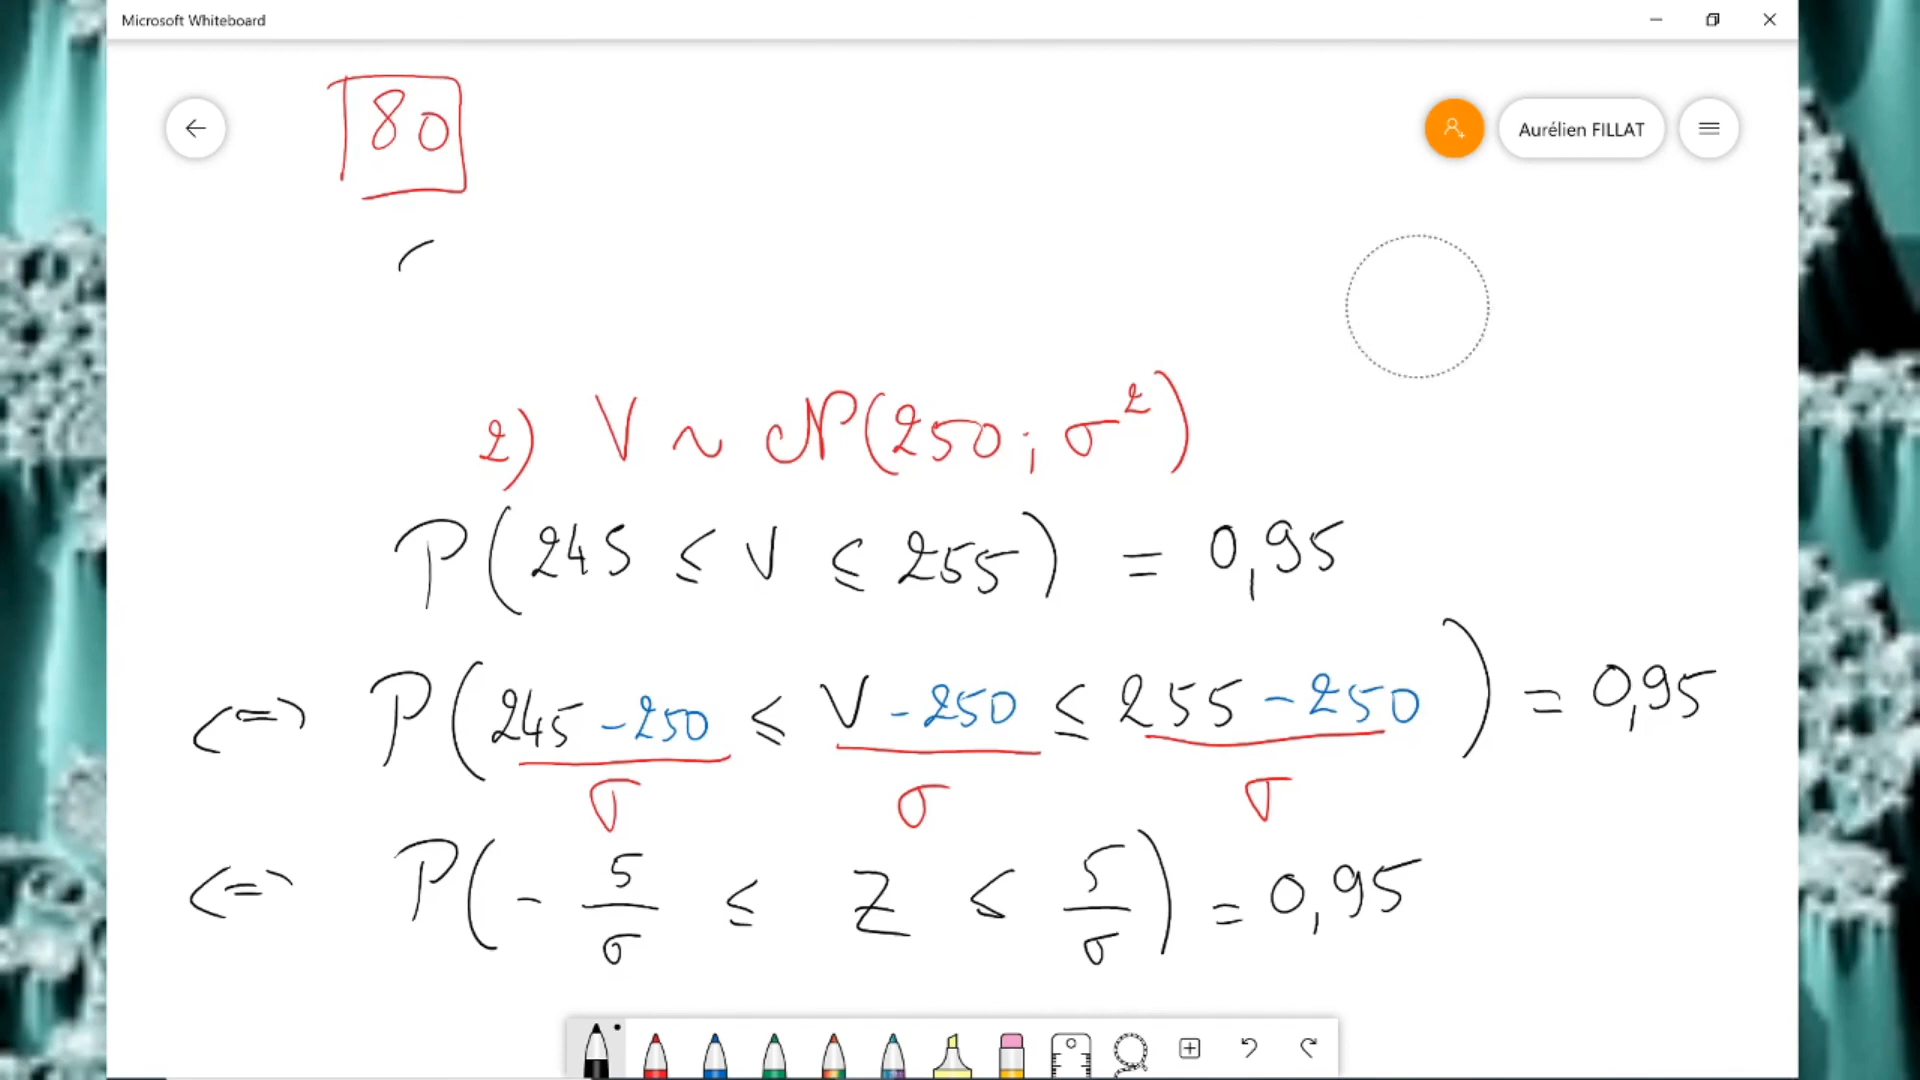 Microsoft Whiteboard
80
Aurélien FILLAT
2) V ~ N(250 ; σ²)
P(245 ≤ V ≤ 255) = 0,95
<=> P((245 - 250)/σ ≤ (V - 250)/σ ≤ (255 - 250)/σ) = 0,95
<=> P(- 5/σ ≤ Z ≤ 5/σ) = 0,95